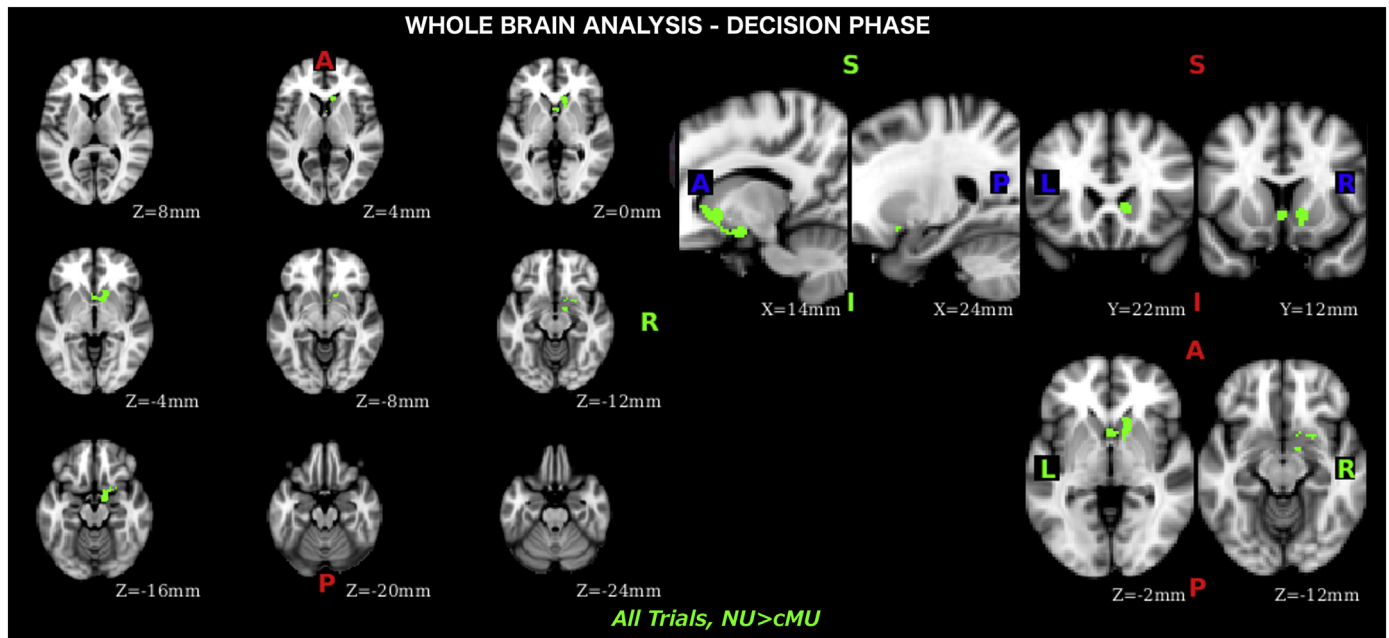 WHOLE BRAIN ANALYSIS - DECISION PHASE
A
S
S
Z=8mm
Z=4mm
Z=0mm
A
P
L
R
X=14mm
I
X=24mm
Y=22mm
I
Y=12mm
R
Z=-4mm
Z=-8mm
Z=-12mm
A
L
R
Z=-16mm
P
Z=-20mm
Z=-24mm
Z=-2mm
P
Z=-12mm
All Trials, NU>cMU